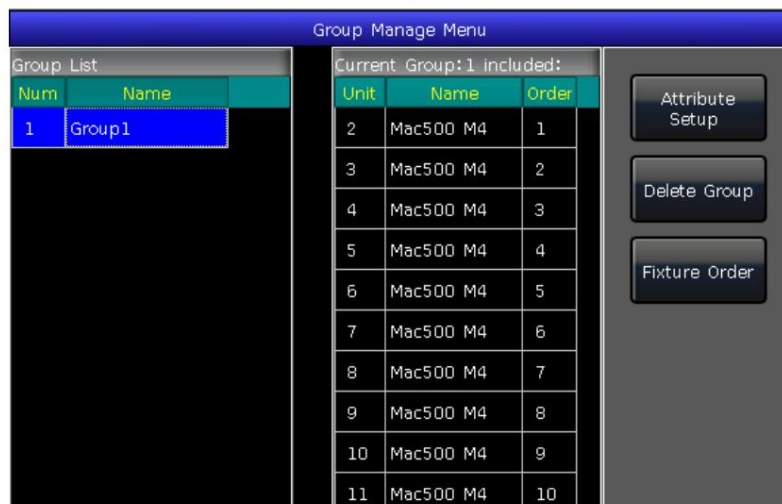 Group Manage Menu
Group List
Num Name
1 Group1
Current Group:1 included:
Unit Name Order
2 Mac500 M4 1
3 Mac500 M4 2
4 Mac500 M4 3
5 Mac500 M4 4
6 Mac500 M4 5
7 Mac500 M4 6
8 Mac500 M4 7
9 Mac500 M4 8
10 Mac500 M4 9
11 Mac500 M4 10
Attribute
Setup
Delete Group
Fixture Order